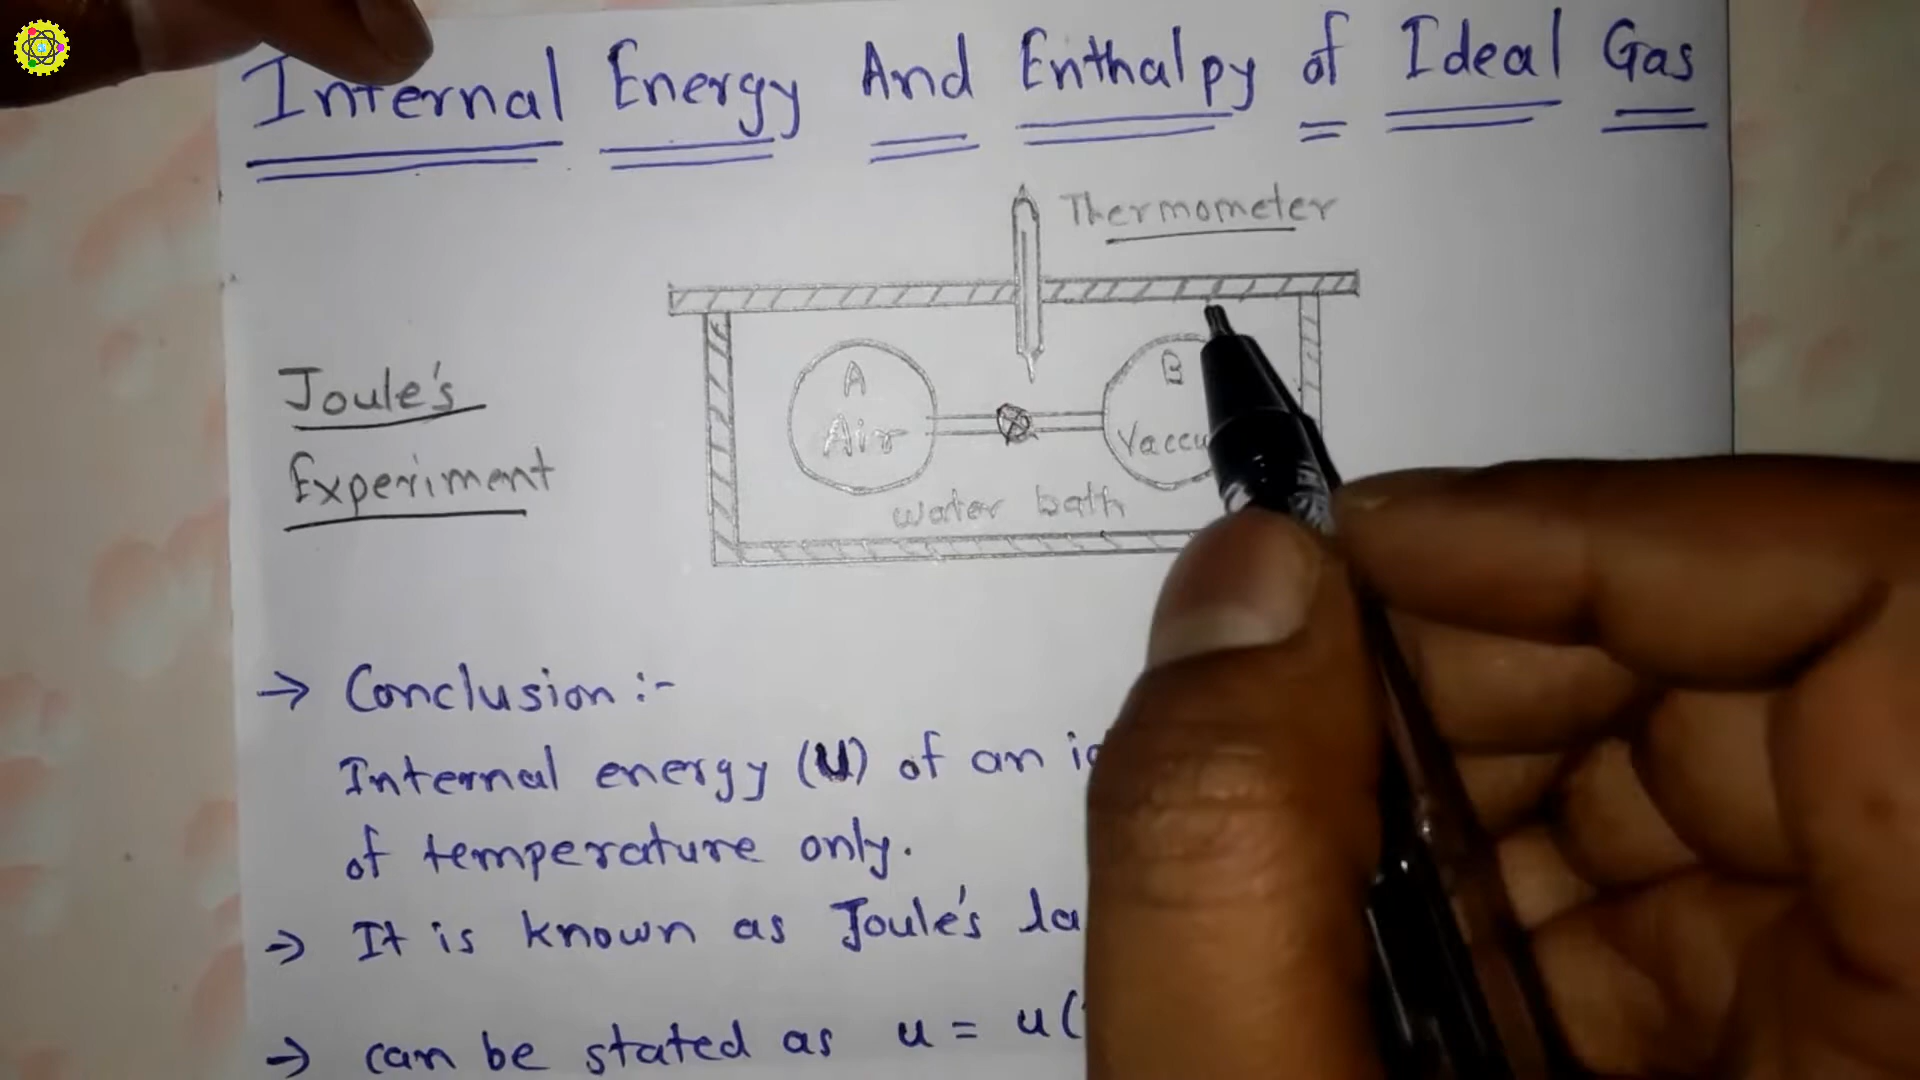 Internal Energy And Enthalpy of Ideal Gas
Thermometer
Joule's
Experiment
A
Air
B
water bath
→ Conclusion :-
Internal energy (U) of an
of temperature only.
→ It is known as Joule's
→ can be stated as u = u(